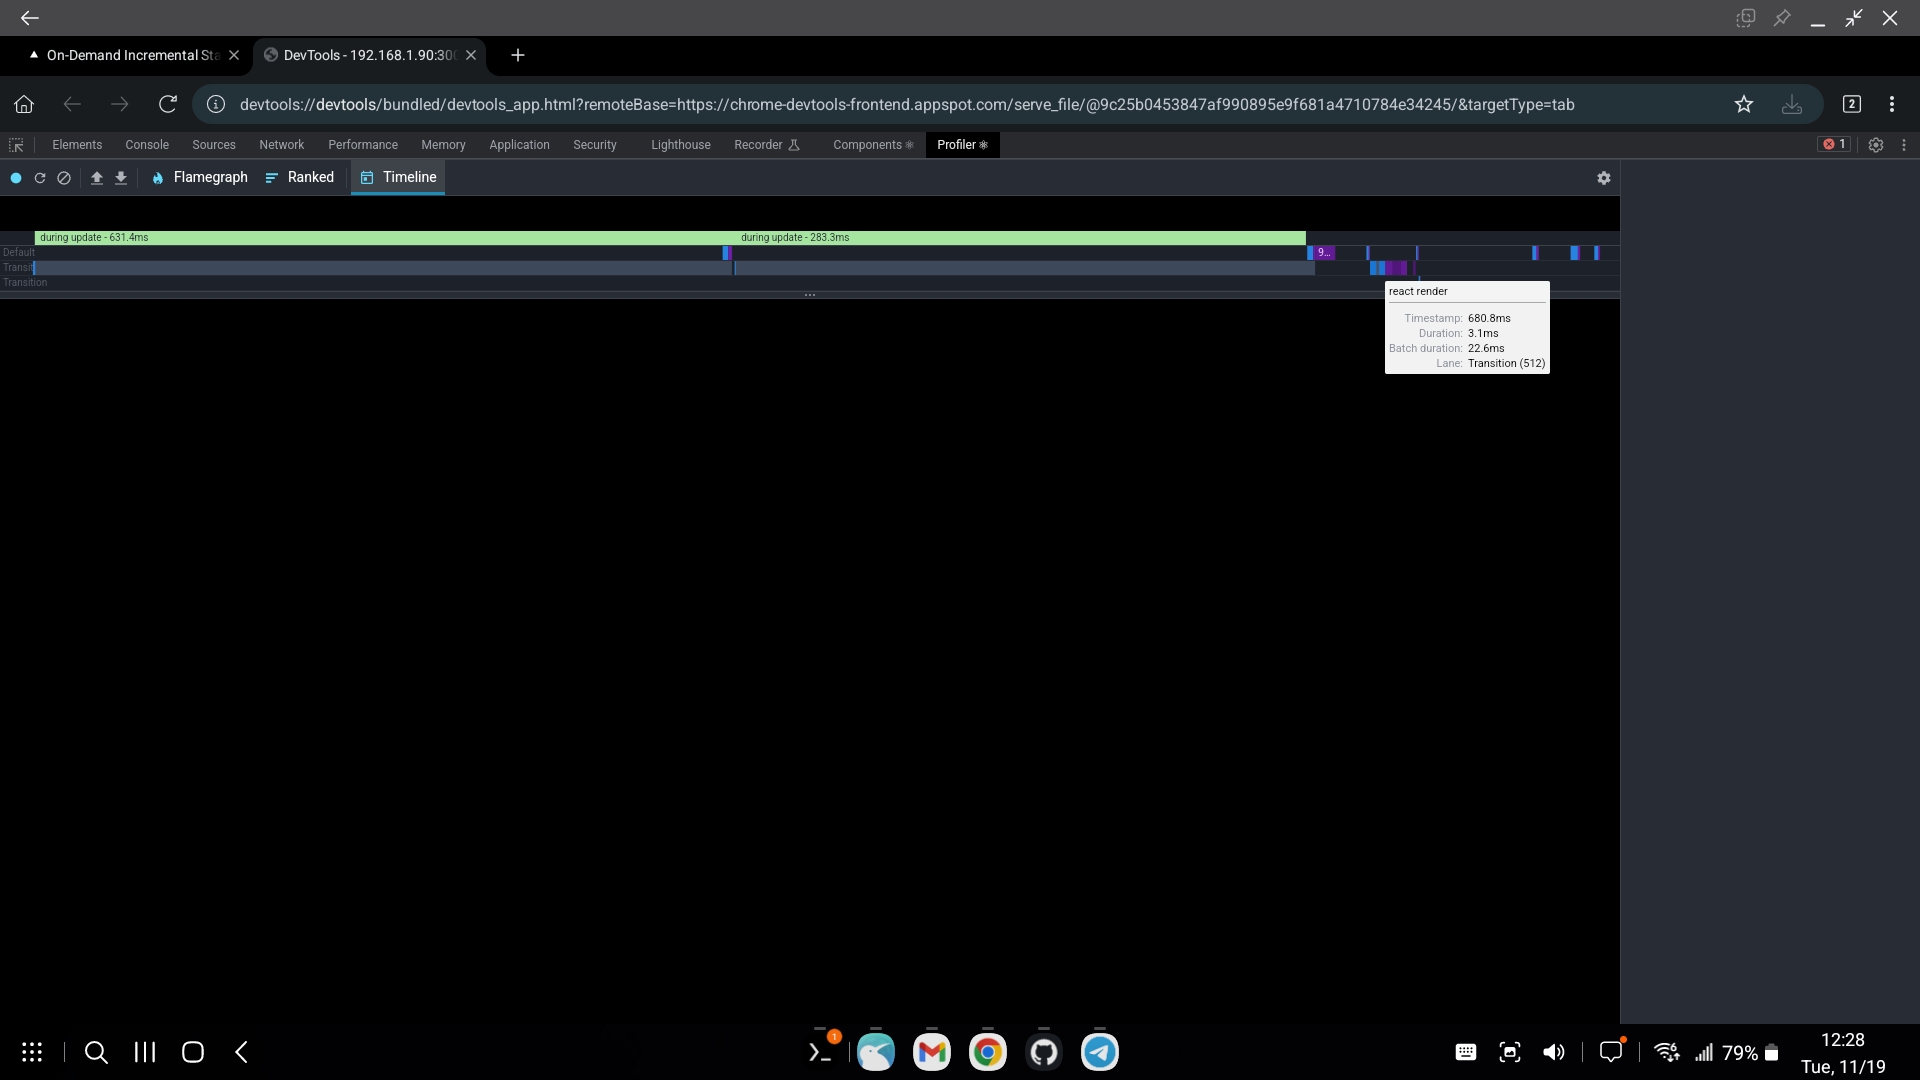 On-Demand Incremental Sta
DevTools - 192.168.1.90:300
devtools://devtools/bundled/devtools_app.html?remoteBase=https://chrome-devtools-frontend.appspot.com/serve_file/@9c25b0453847af990895e9f681a4710784e34245/&targetType=tab
2
Elements Console Sources Network Performance Memory Application Security Lighthouse Recorder Components Profiler
1
Flamegraph Ranked Timeline
during update - 631.4ms during update - 283.3ms
Default 9...
Transit
Transition
react render
Timestamp: 680.8ms
Duration: 3.1ms
Batch duration: 22.6ms
Lane: Transition (512)
1
79%
12:28
Tue, 11/19